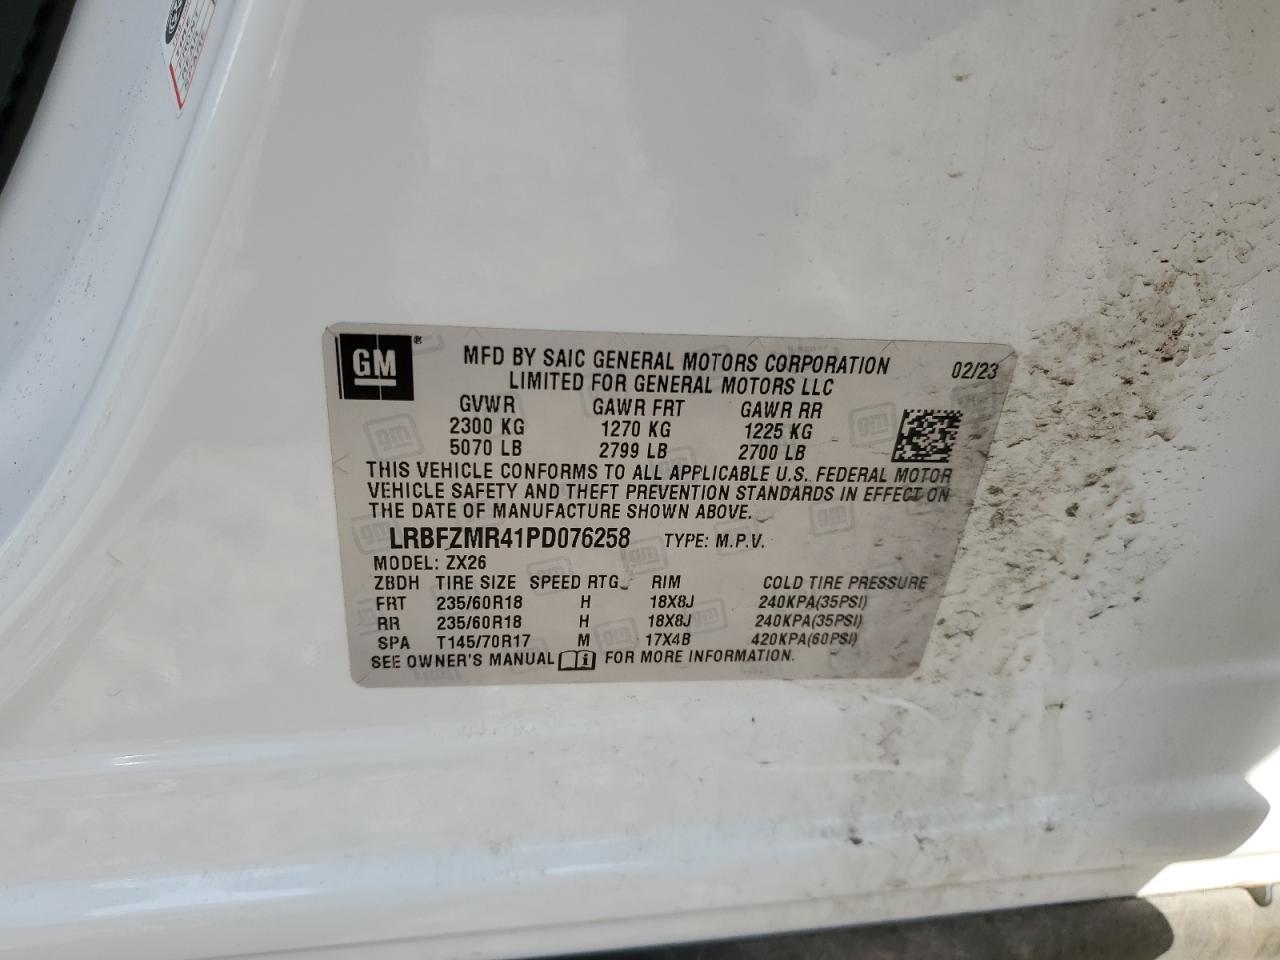 GM
MFD BY SAIC GENERAL MOTORS CORPORATION 02/23
LIMITED FOR GENERAL MOTORS LLC
GVWR GAWR FRT GAWR RR
2300 KG 1270 KG 1225 KG
5070 LB 2799 LB 2700 LB
THIS VEHICLE CONFORMS TO ALL APPLICABLE U.S. FEDERAL MOTOR
VEHICLE SAFETY AND THEFT PREVENTION STANDARDS IN EFFECT ON
THE DATE OF MANUFACTURE SHOWN ABOVE.
LRBFZMR41PD076258 TYPE: M.P.V.
MODEL: ZX26
ZBDH TIRE SIZE SPEED RTG RIM COLD TIRE PRESSURE
FRT 235/60R18 H 18X8J 240KPA(35PSI)
RR 235/60R18 H 18X8J 240KPA(35PSI)
SPA T145/70R17 M 17X4B 420KPA(60PSI)
SEE OWNER'S MANUAL FOR MORE INFORMATION.